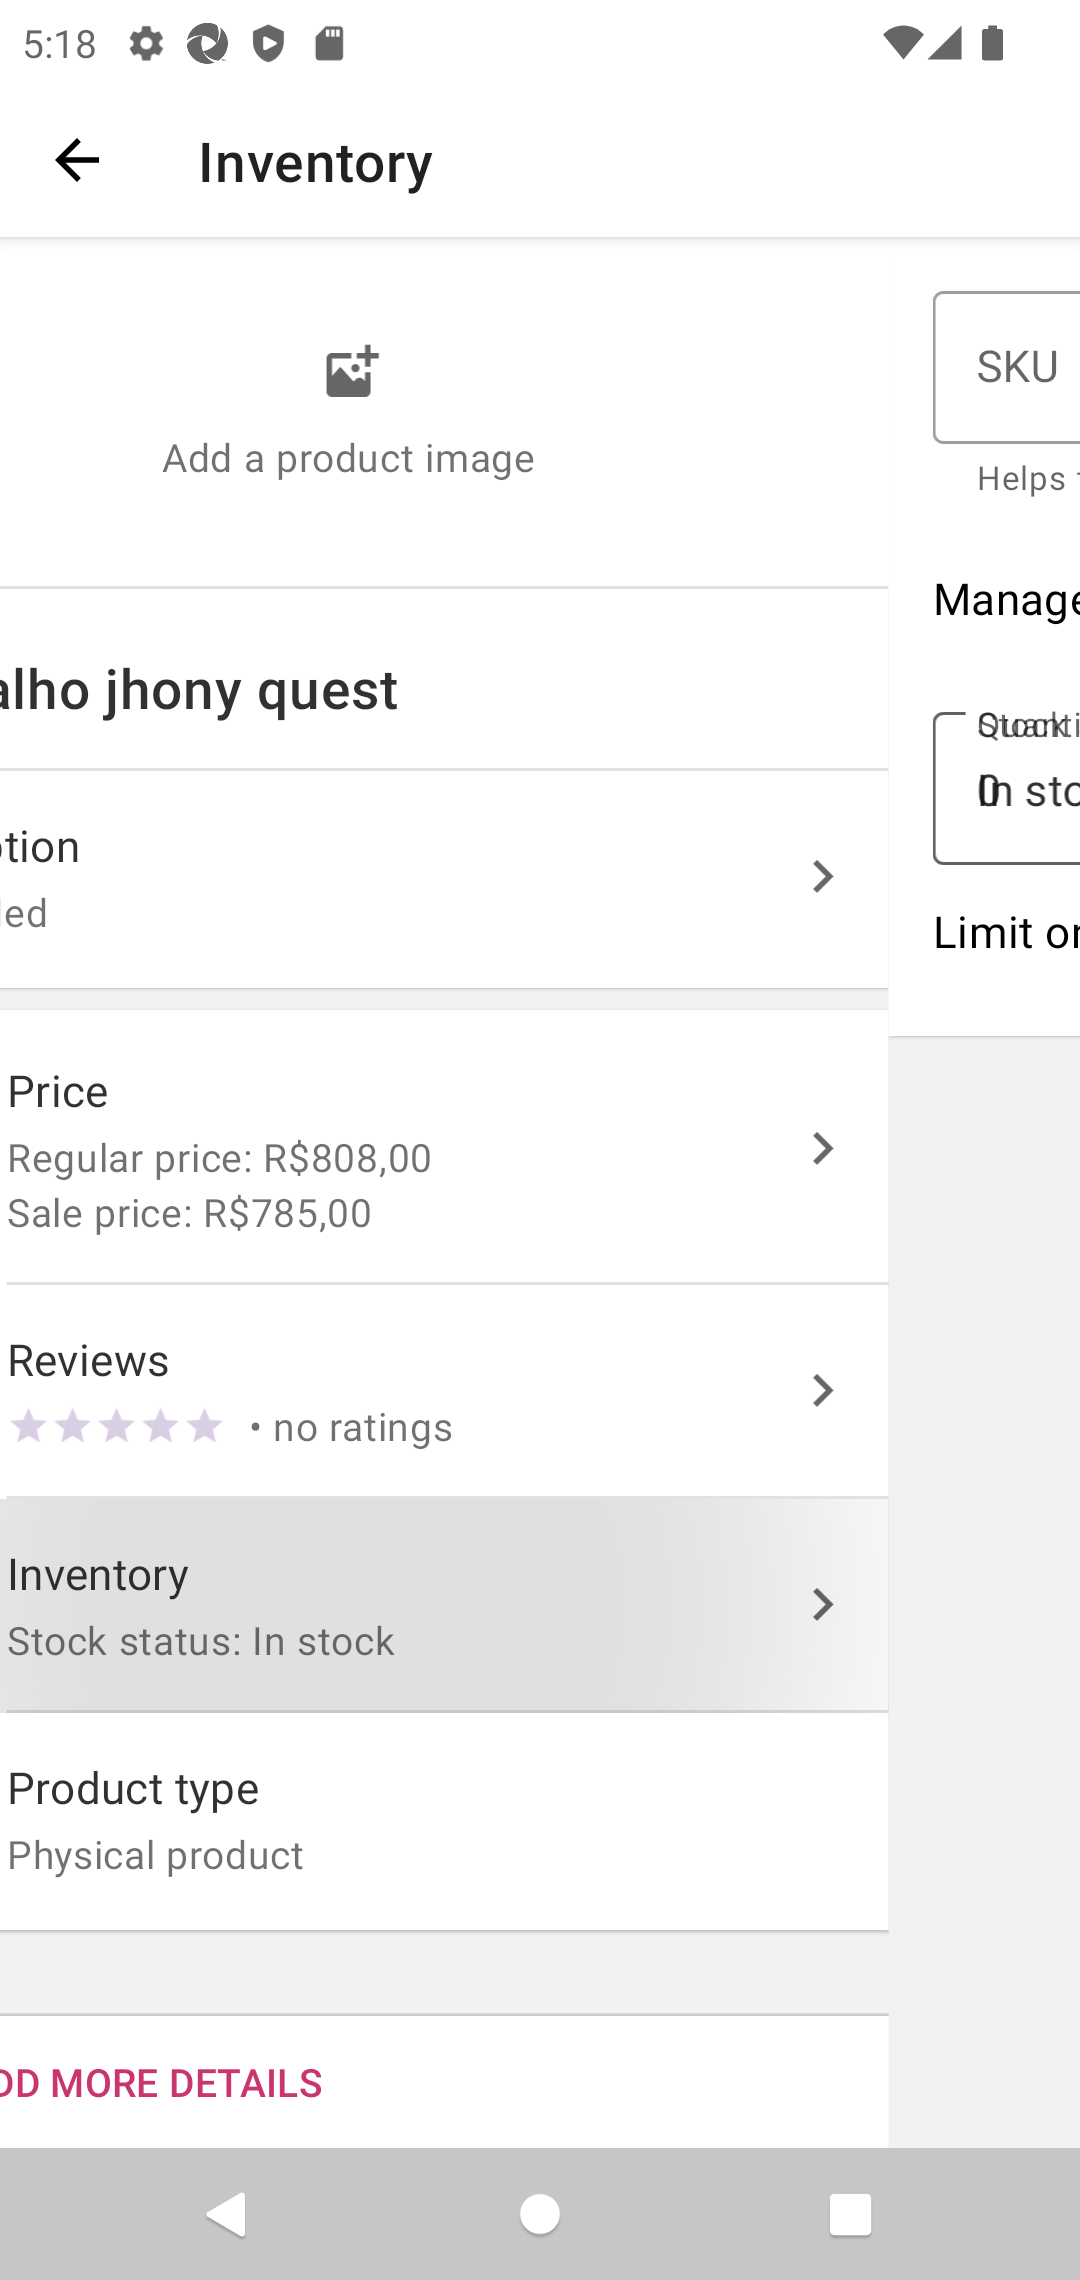 5:18
Inventory
SKU
Add a product image
Helps
Manage
alho jhony quest
In sto
ption
led
Limit or
Price
Regular price: R$808,00
Sale price: R$785,00
Reviews
• no ratings
Inventory
Stock status: In stock
Product type
Physical product
DD MORE DETAILS